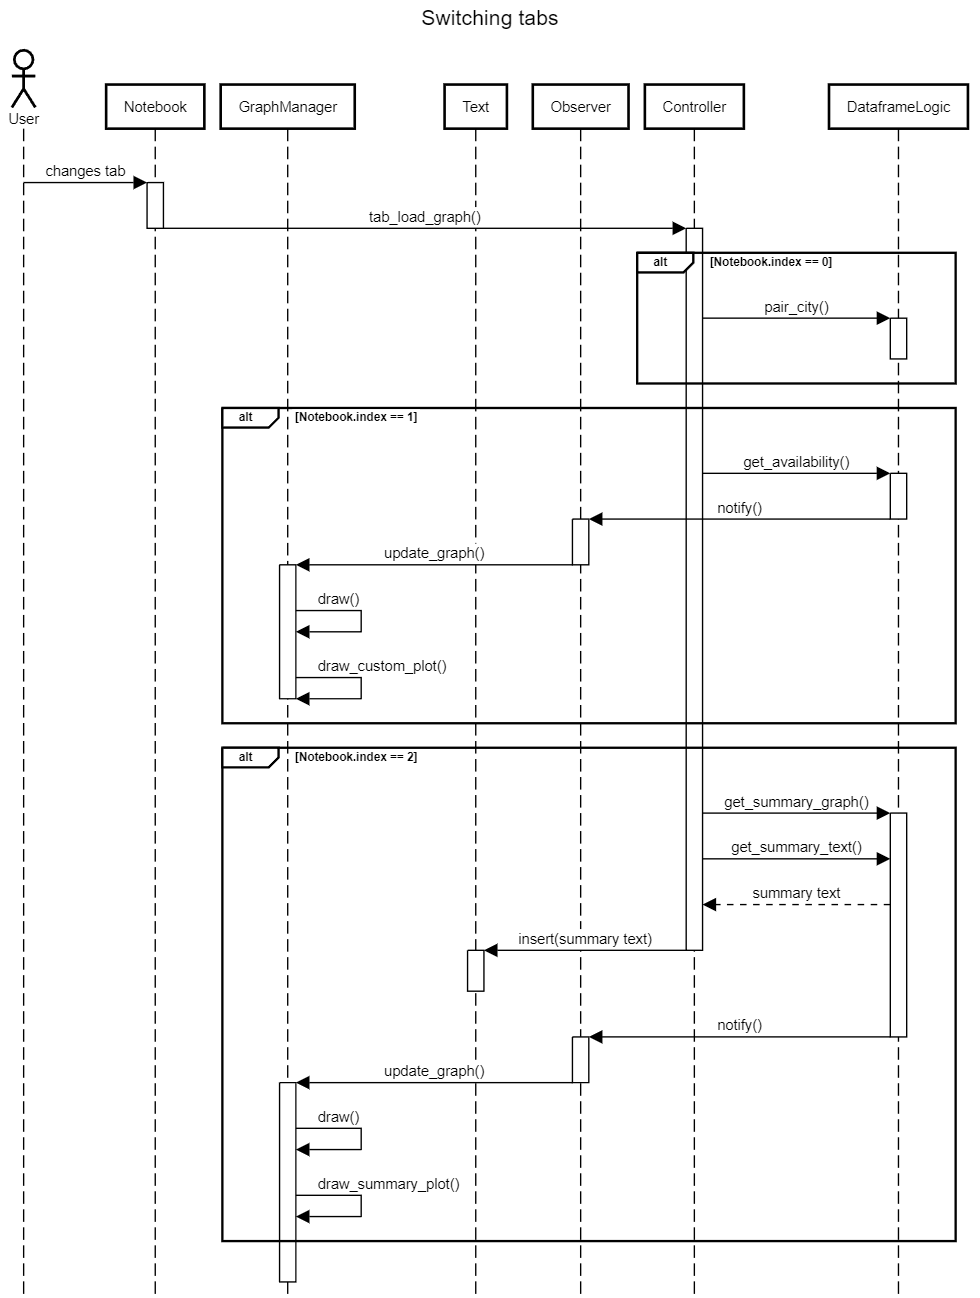 Switching tabs
User
Notebook
GraphManager
Text
Observer
Controller
DataframeLogic
changes tab
tab_load_graph()
alt
[Notebook.index == 0]
pair_city()
alt
[Notebook.index == 1]
get_availability()
notify()
update_graph()
draw()
draw_custom_plot()
alt
[Notebook.index == 2]
get_summary_graph()
get_summary_text()
summary text
insert(summary text)
notify()
update_graph()
draw()
draw_summary_plot()